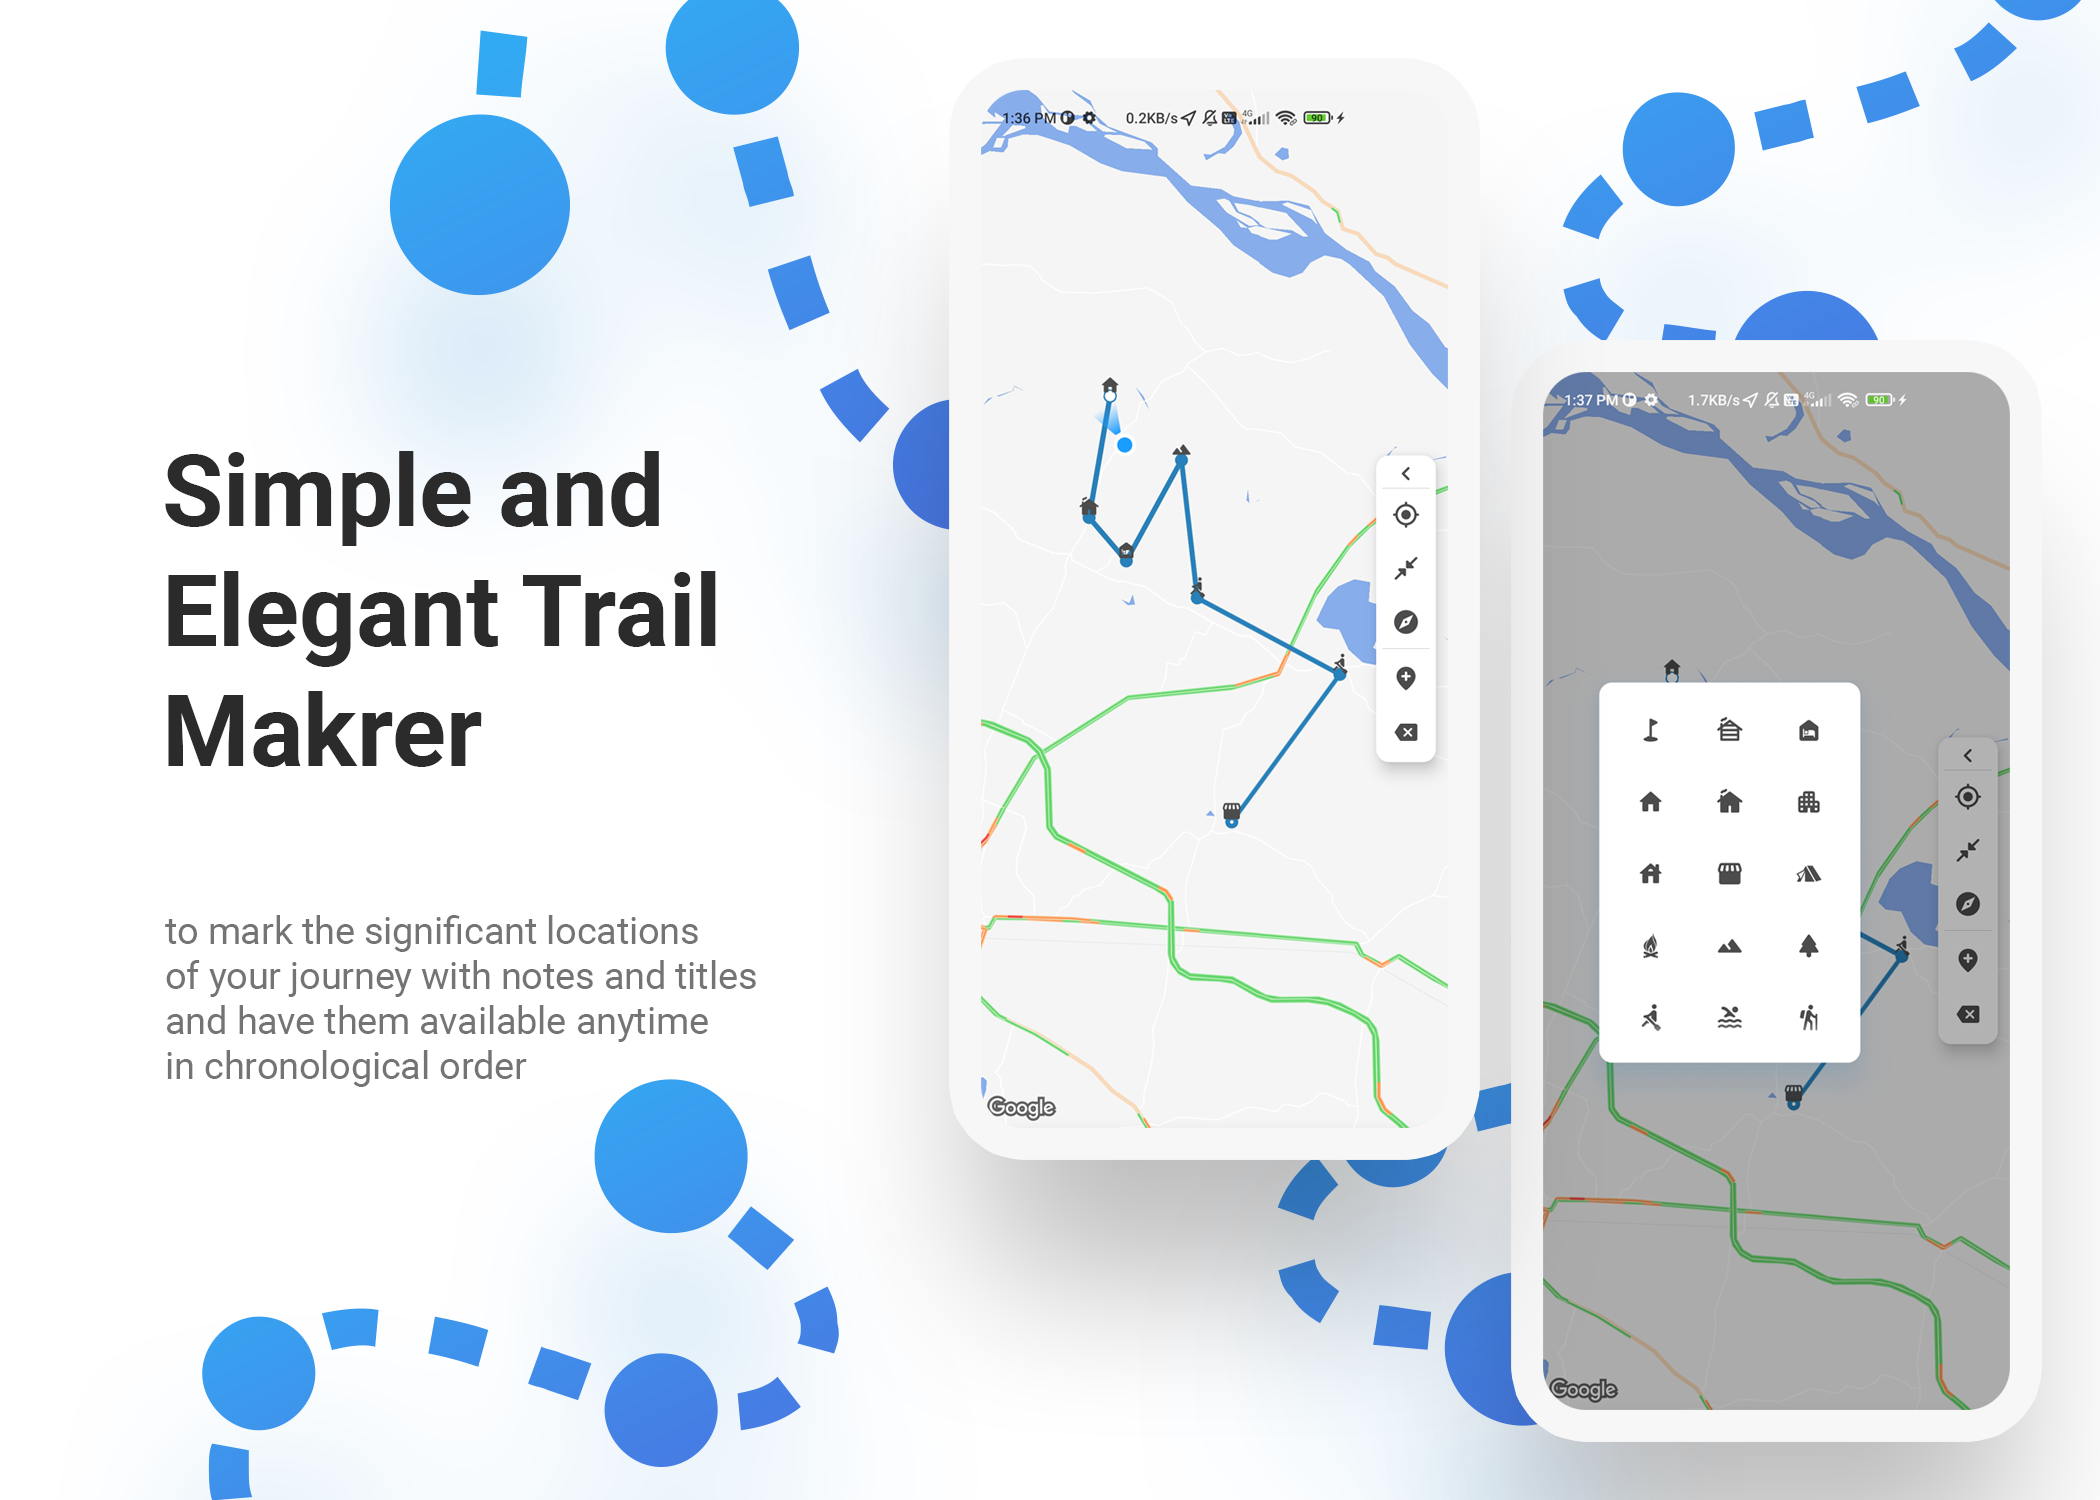 Simple and
Elegant Trail
Makrer
to mark the significant locations
of your journey with notes and titles
and have them available anytime
in chronological order
1:36 PM 0.2KB/s 4G 90
Google
1:37 PM 1.7KB/s 4G 90
Google